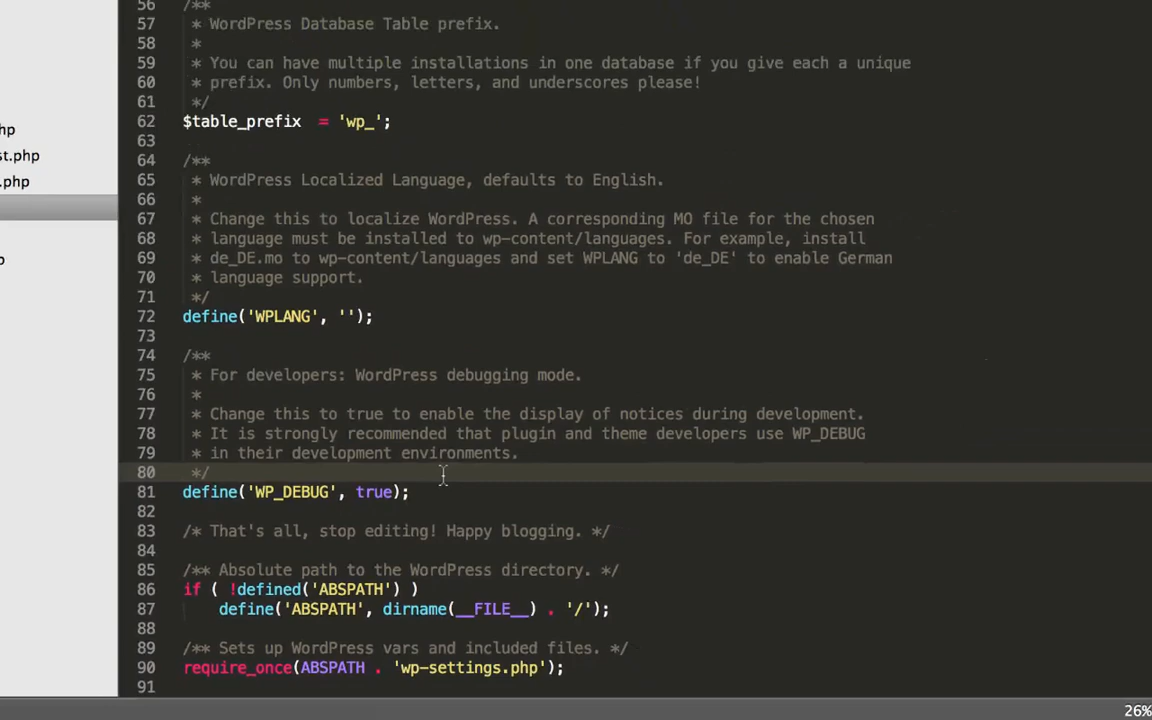 56 /**
57  * WordPress Database Table prefix.
58  *
59  * You can have multiple installations in one database if you give each a unique
60  * prefix. Only numbers, letters, and underscores please!
61  */
62 $table_prefix  = 'wp_';
63
64 /**
65  * WordPress Localized Language, defaults to English.
66  *
67  * Change this to localize WordPress. A corresponding MO file for the chosen
68  * language must be installed to wp-content/languages. For example, install
69  * de_DE.mo to wp-content/languages and set WPLANG to 'de_DE' to enable German
70  * language support.
71  */
72 define('WPLANG', '');
73
74 /**
75  * For developers: WordPress debugging mode.
76  *
77  * Change this to true to enable the display of notices during development.
78  * It is strongly recommended that plugin and theme developers use WP_DEBUG
79  * in their development environments.
80  */
81 define('WP_DEBUG', true);
82
83 /* That's all, stop editing! Happy blogging. */
84
85 /** Absolute path to the WordPress directory. */
86 if ( !defined('ABSPATH') )
87     define('ABSPATH', dirname(__FILE__) . '/');
88
89 /** Sets up WordPress vars and included files. */
90 require_once(ABSPATH . 'wp-settings.php');
91
hp
st.php
.php
p
26%